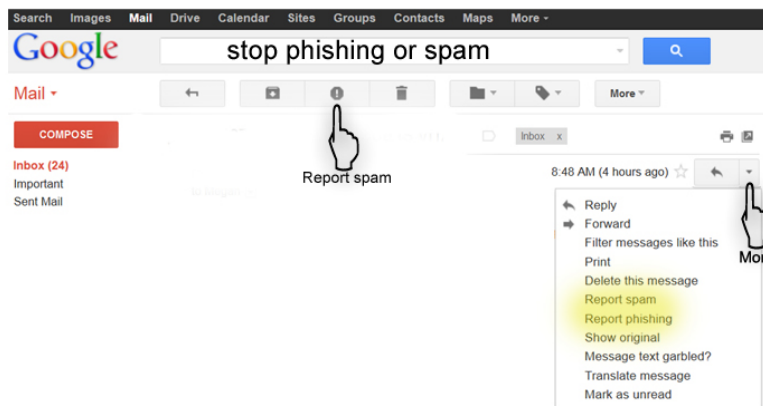 Search Images Mail Drive Calendar Sites Groups Contacts Maps More
Google
stop phishing or spam
Mail
More
COMPOSE
Inbox x
Report spam
Inbox (24)
Important
Sent Mail
8:48 AM (4 hours ago)
Reply
Forward
Filter messages like this
Print
Mor
Delete this message
Report spam
Report phishing
Show original
Message text garbled?
Translate message
Mark as unread